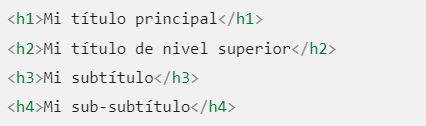 <h1>Mi título principal</h1>
<h2>Mi título de nivel superior</h2>
<h3>Mi subtítulo</h3>
<h4>Mi sub-subtítulo</h4>